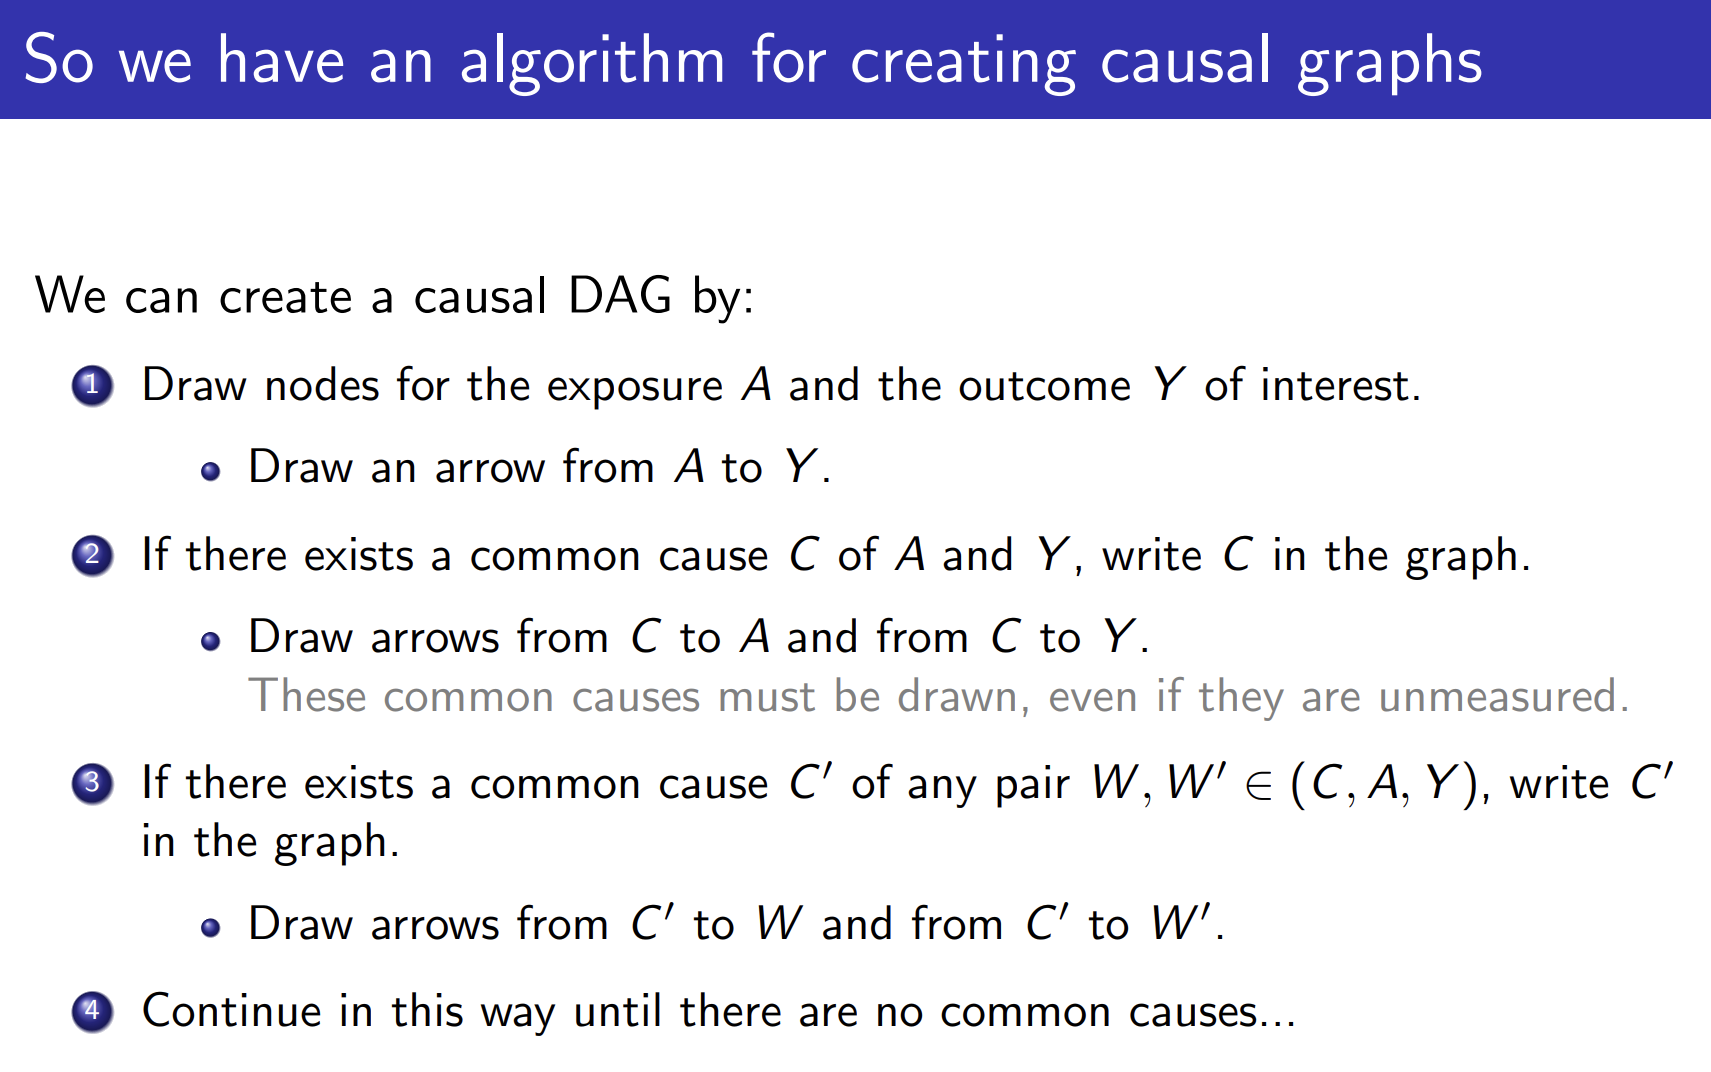 So we have an algorithm for creating causal graphs
We can create a causal DAG by:
1 Draw nodes for the exposure A and the outcome Y of interest.
• Draw an arrow from A to Y.
2 If there exists a common cause C of A and Y, write C in the graph.
• Draw arrows from C to A and from C to Y.
These common causes must be drawn, even if they are unmeasured.
3 If there exists a common cause C′ of any pair W, W′ ∈ (C, A, Y), write C′
in the graph.
• Draw arrows from C′ to W and from C′ to W′.
4 Continue in this way until there are no common causes...